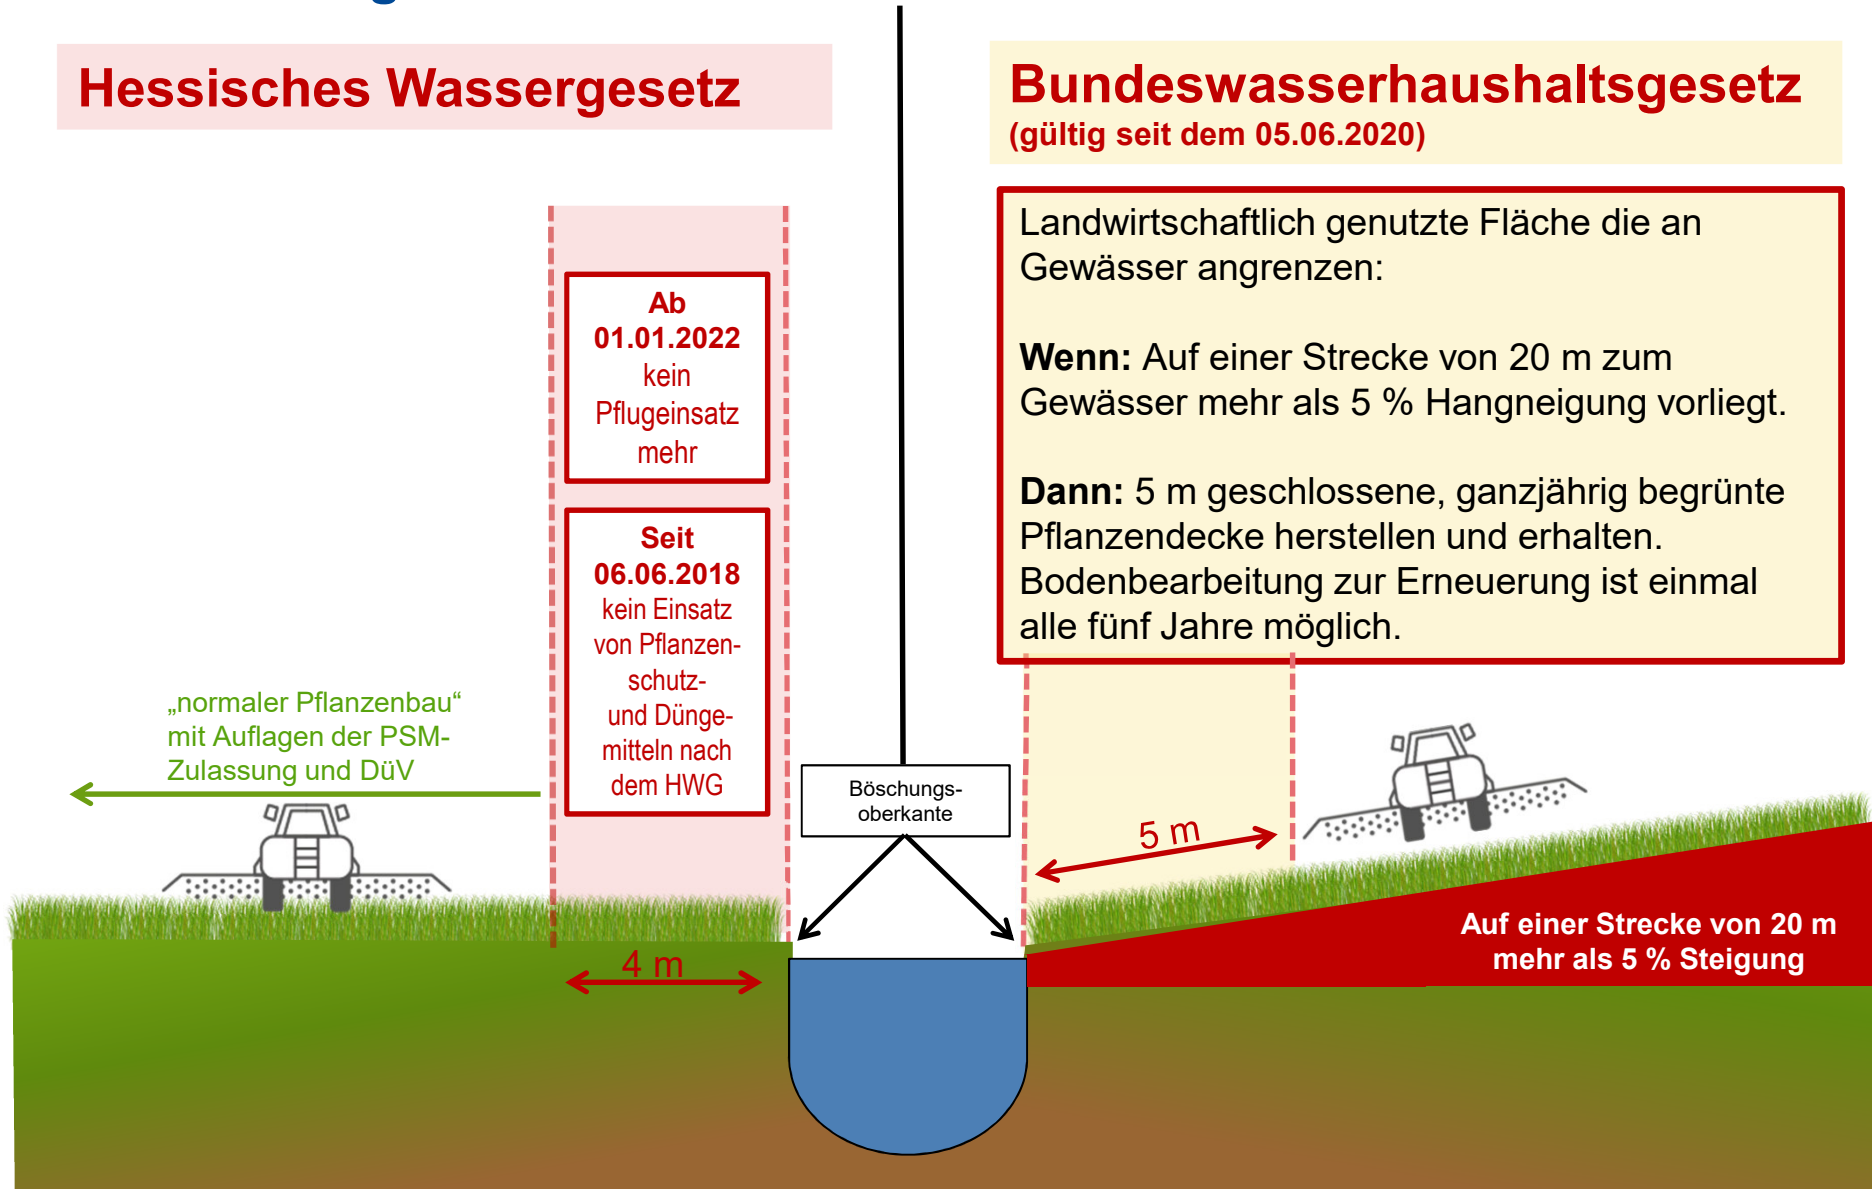 Hessisches Wassergesetz
Ab
01.01.2022
kein
Pflugeinsatz
mehr
Seit
06.06.2018
kein Einsatz
von Pflanzen-
schutz-
und Dünge-
mitteln nach
dem HWG
„normaler Pflanzenbau“
mit Auflagen der PSM-
Zulassung und DüV
4 m
Böschungs-
oberkante
Bundeswasserhaushaltsgesetz
(gültig seit dem 05.06.2020)
Landwirtschaftlich genutzte Fläche die an
Gewässer angrenzen:
Wenn: Auf einer Strecke von 20 m zum
Gewässer mehr als 5 % Hangneigung vorliegt.
Dann: 5 m geschlossene, ganzjährig begrünte
Pflanzendecke herstellen und erhalten.
Bodenbearbeitung zur Erneuerung ist einmal
alle fünf Jahre möglich.
5 m
Auf einer Strecke von 20 m
mehr als 5 % Steigung